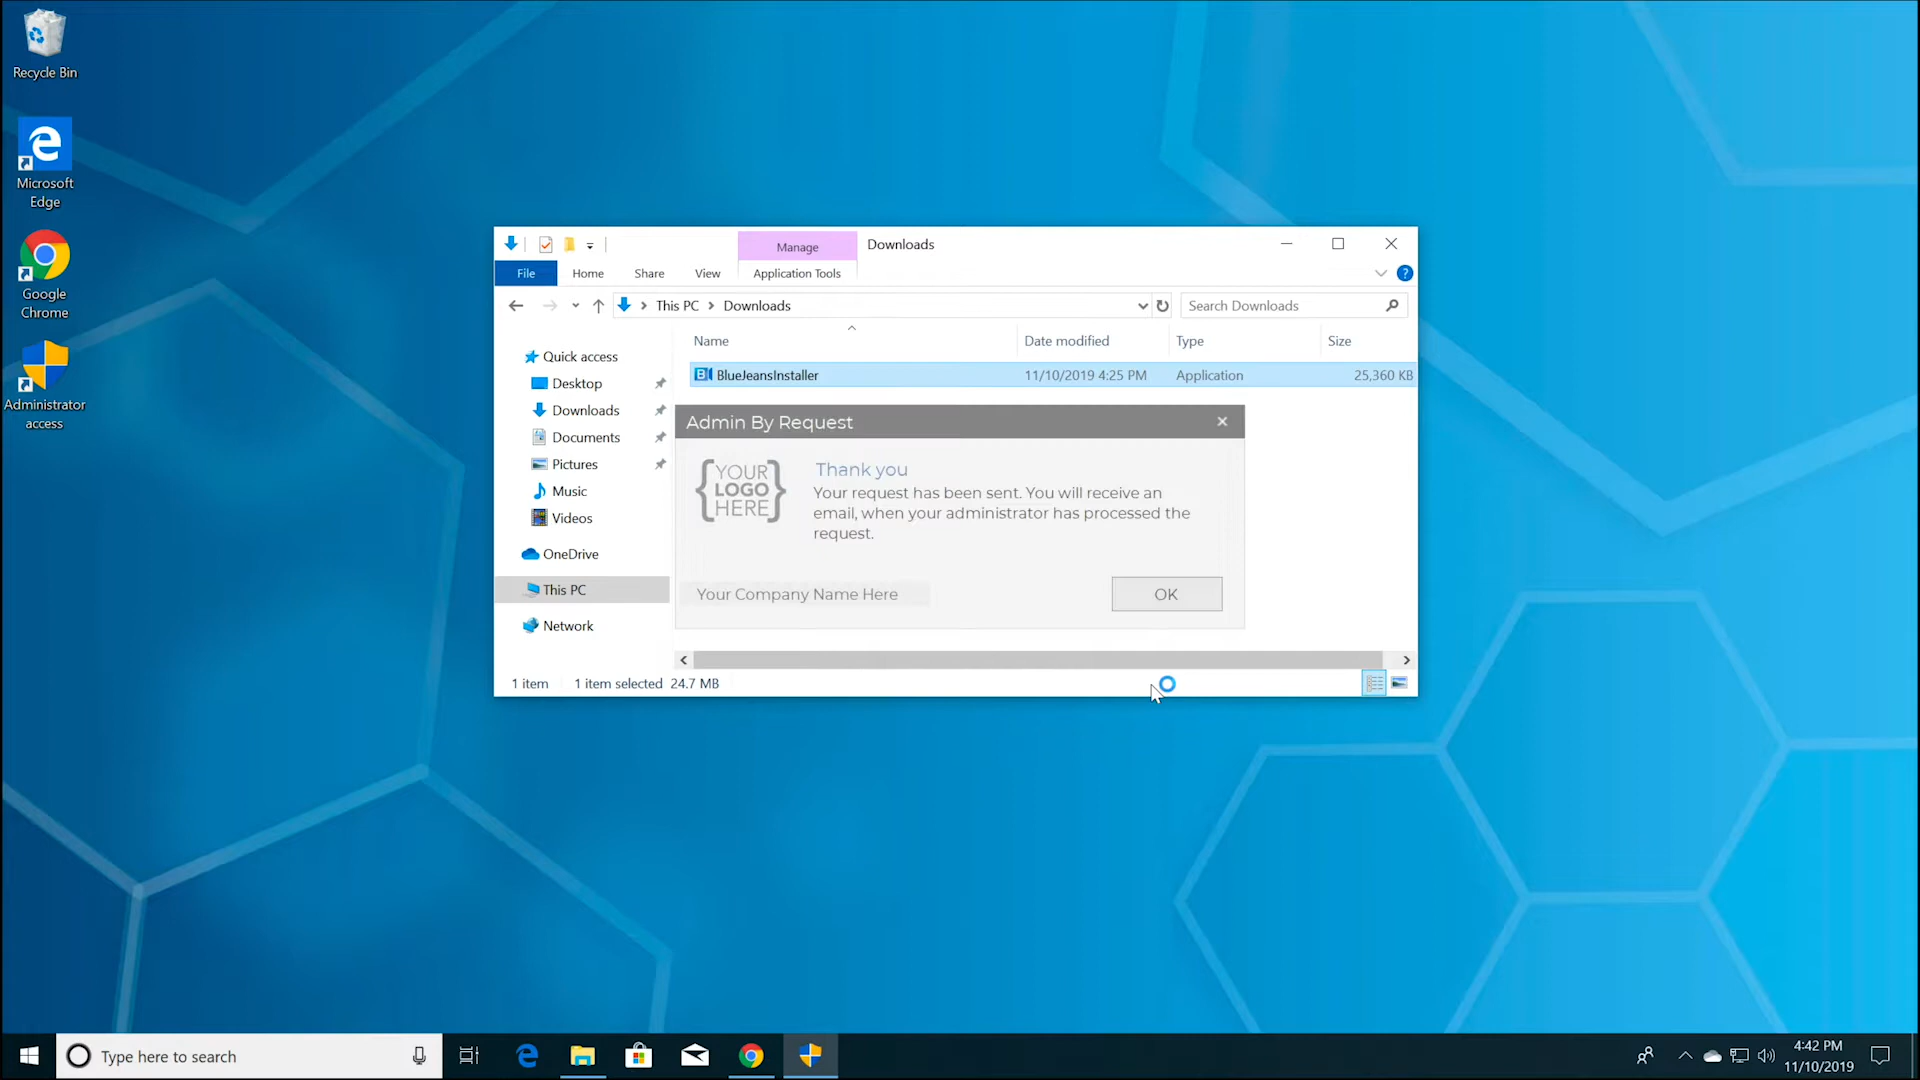 Recycle Bin
Microsoft
Edge
Google
Chrome
Administrator
access
Manage
Downloads
File
Home
Share
View
Application Tools
?
This PC
Downloads
Search Downloads
Name
Date modified
Type
Size
Quick access
Desktop
Downloads
Documents
Pictures
Music
Videos
OneDrive
This PC
Network
BlueJeansInstaller
11/10/2019 4:25 PM
Application
25,360 KB
Admin By Request
YOUR
LOGO
HERE
Thank you
Your request has been sent. You will receive an
email, when your administrator has processed the
request.
Your Company Name Here
OK
1 item
1 item selected 24.7 MB
Type here to search
4:42 PM
11/10/2019